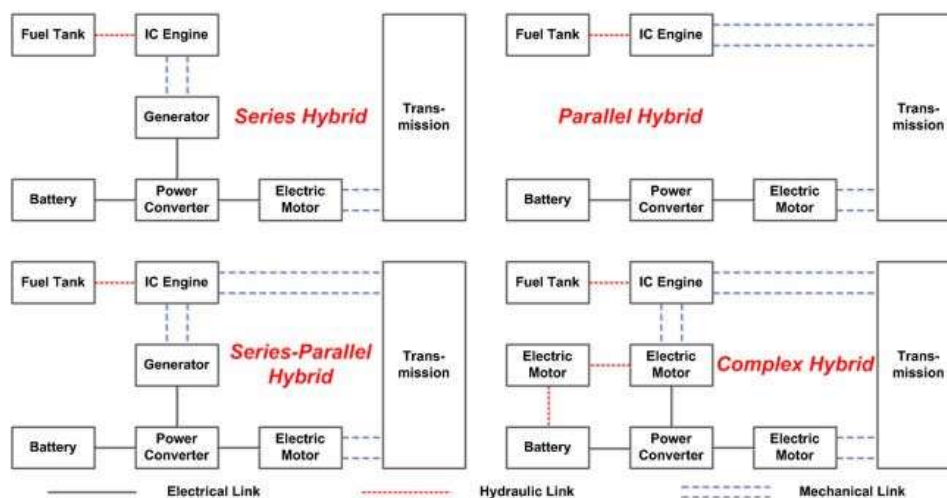 Fuel Tank
IC Engine
Generator
Series Hybrid
Trans-
mission
Battery
Power
Converter
Electric
Motor
Fuel Tank
IC Engine
Parallel Hybrid
Trans-
mission
Battery
Power
Converter
Electric
Motor
Fuel Tank
IC Engine
Generator
Series-Parallel
Hybrid
Trans-
mission
Battery
Power
Converter
Electric
Motor
Fuel Tank
IC Engine
Electric
Motor
Electric
Motor
Complex Hybrid
Trans-
mission
Battery
Power
Converter
Electric
Motor
Electrical Link
Hydraulic Link
Mechanical Link